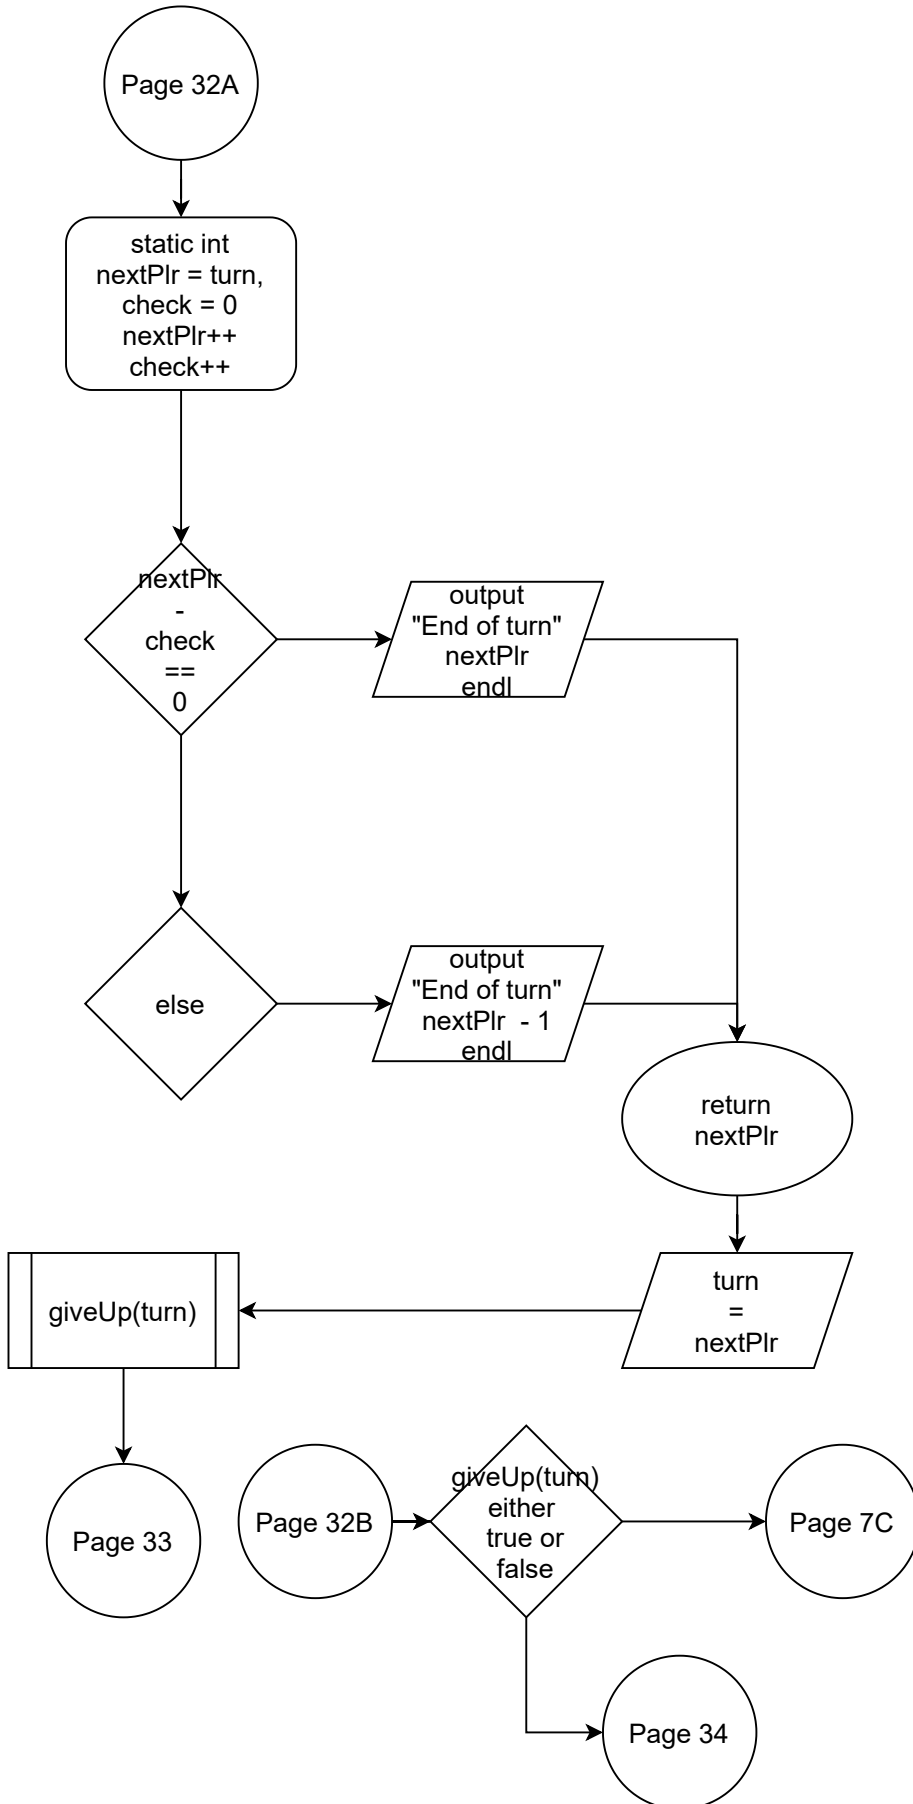 Page 32A
static int
nextPlr = turn,
check = 0
nextPlr++
check++
nextPlr
-
check
==
0
output
"End of turn"
nextPlr
endl
else
output
"End of turn"
nextPlr  - 1
endl
return
nextPlr
turn
=
nextPlr
giveUp(turn)
Page 33
Page 32B
giveUp(turn)
either
true or
false
Page 7C
Page 34